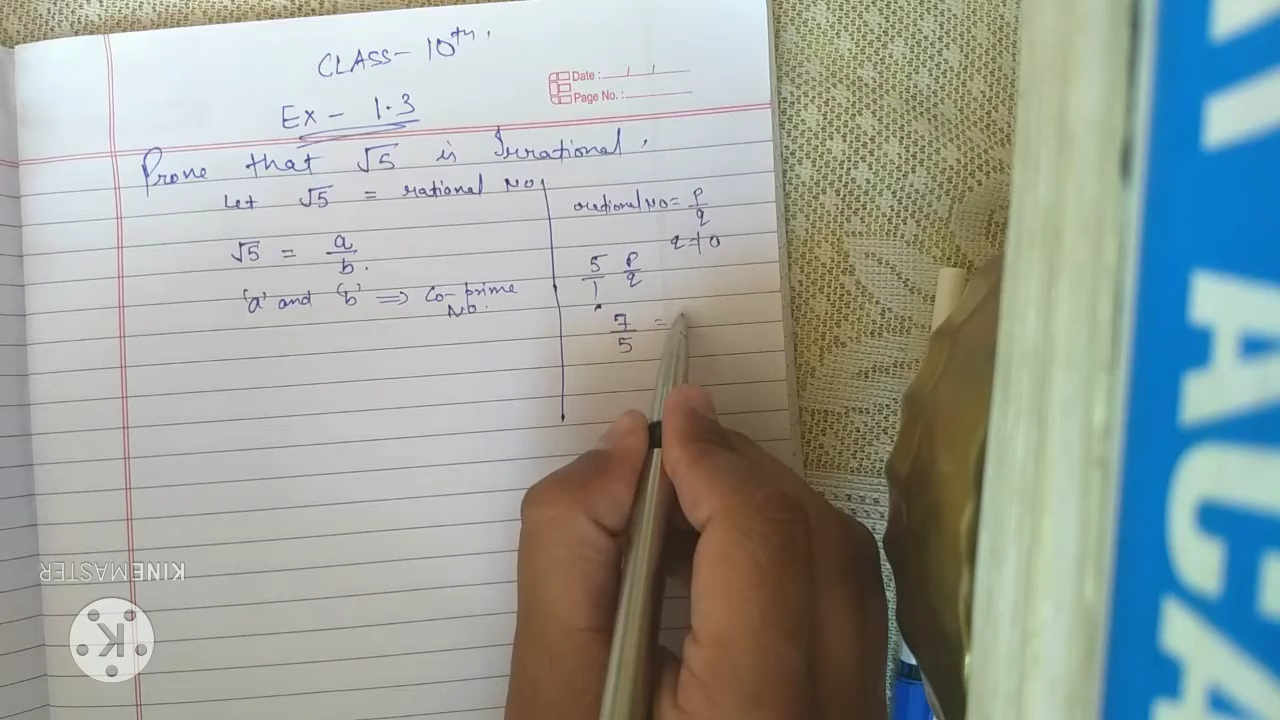 CLASS- 10th.
Date : / /
Page No. :
Ex - 1.3
Prove that √5 is Irrational.
Let √5 = rational NO
√5 = a/b.
'a' and 'b' ⇒ Co-prime NO.
rational NO = p/q
q ≠ 0
5/1 p/q
7/5 =
KINEMASTER
K